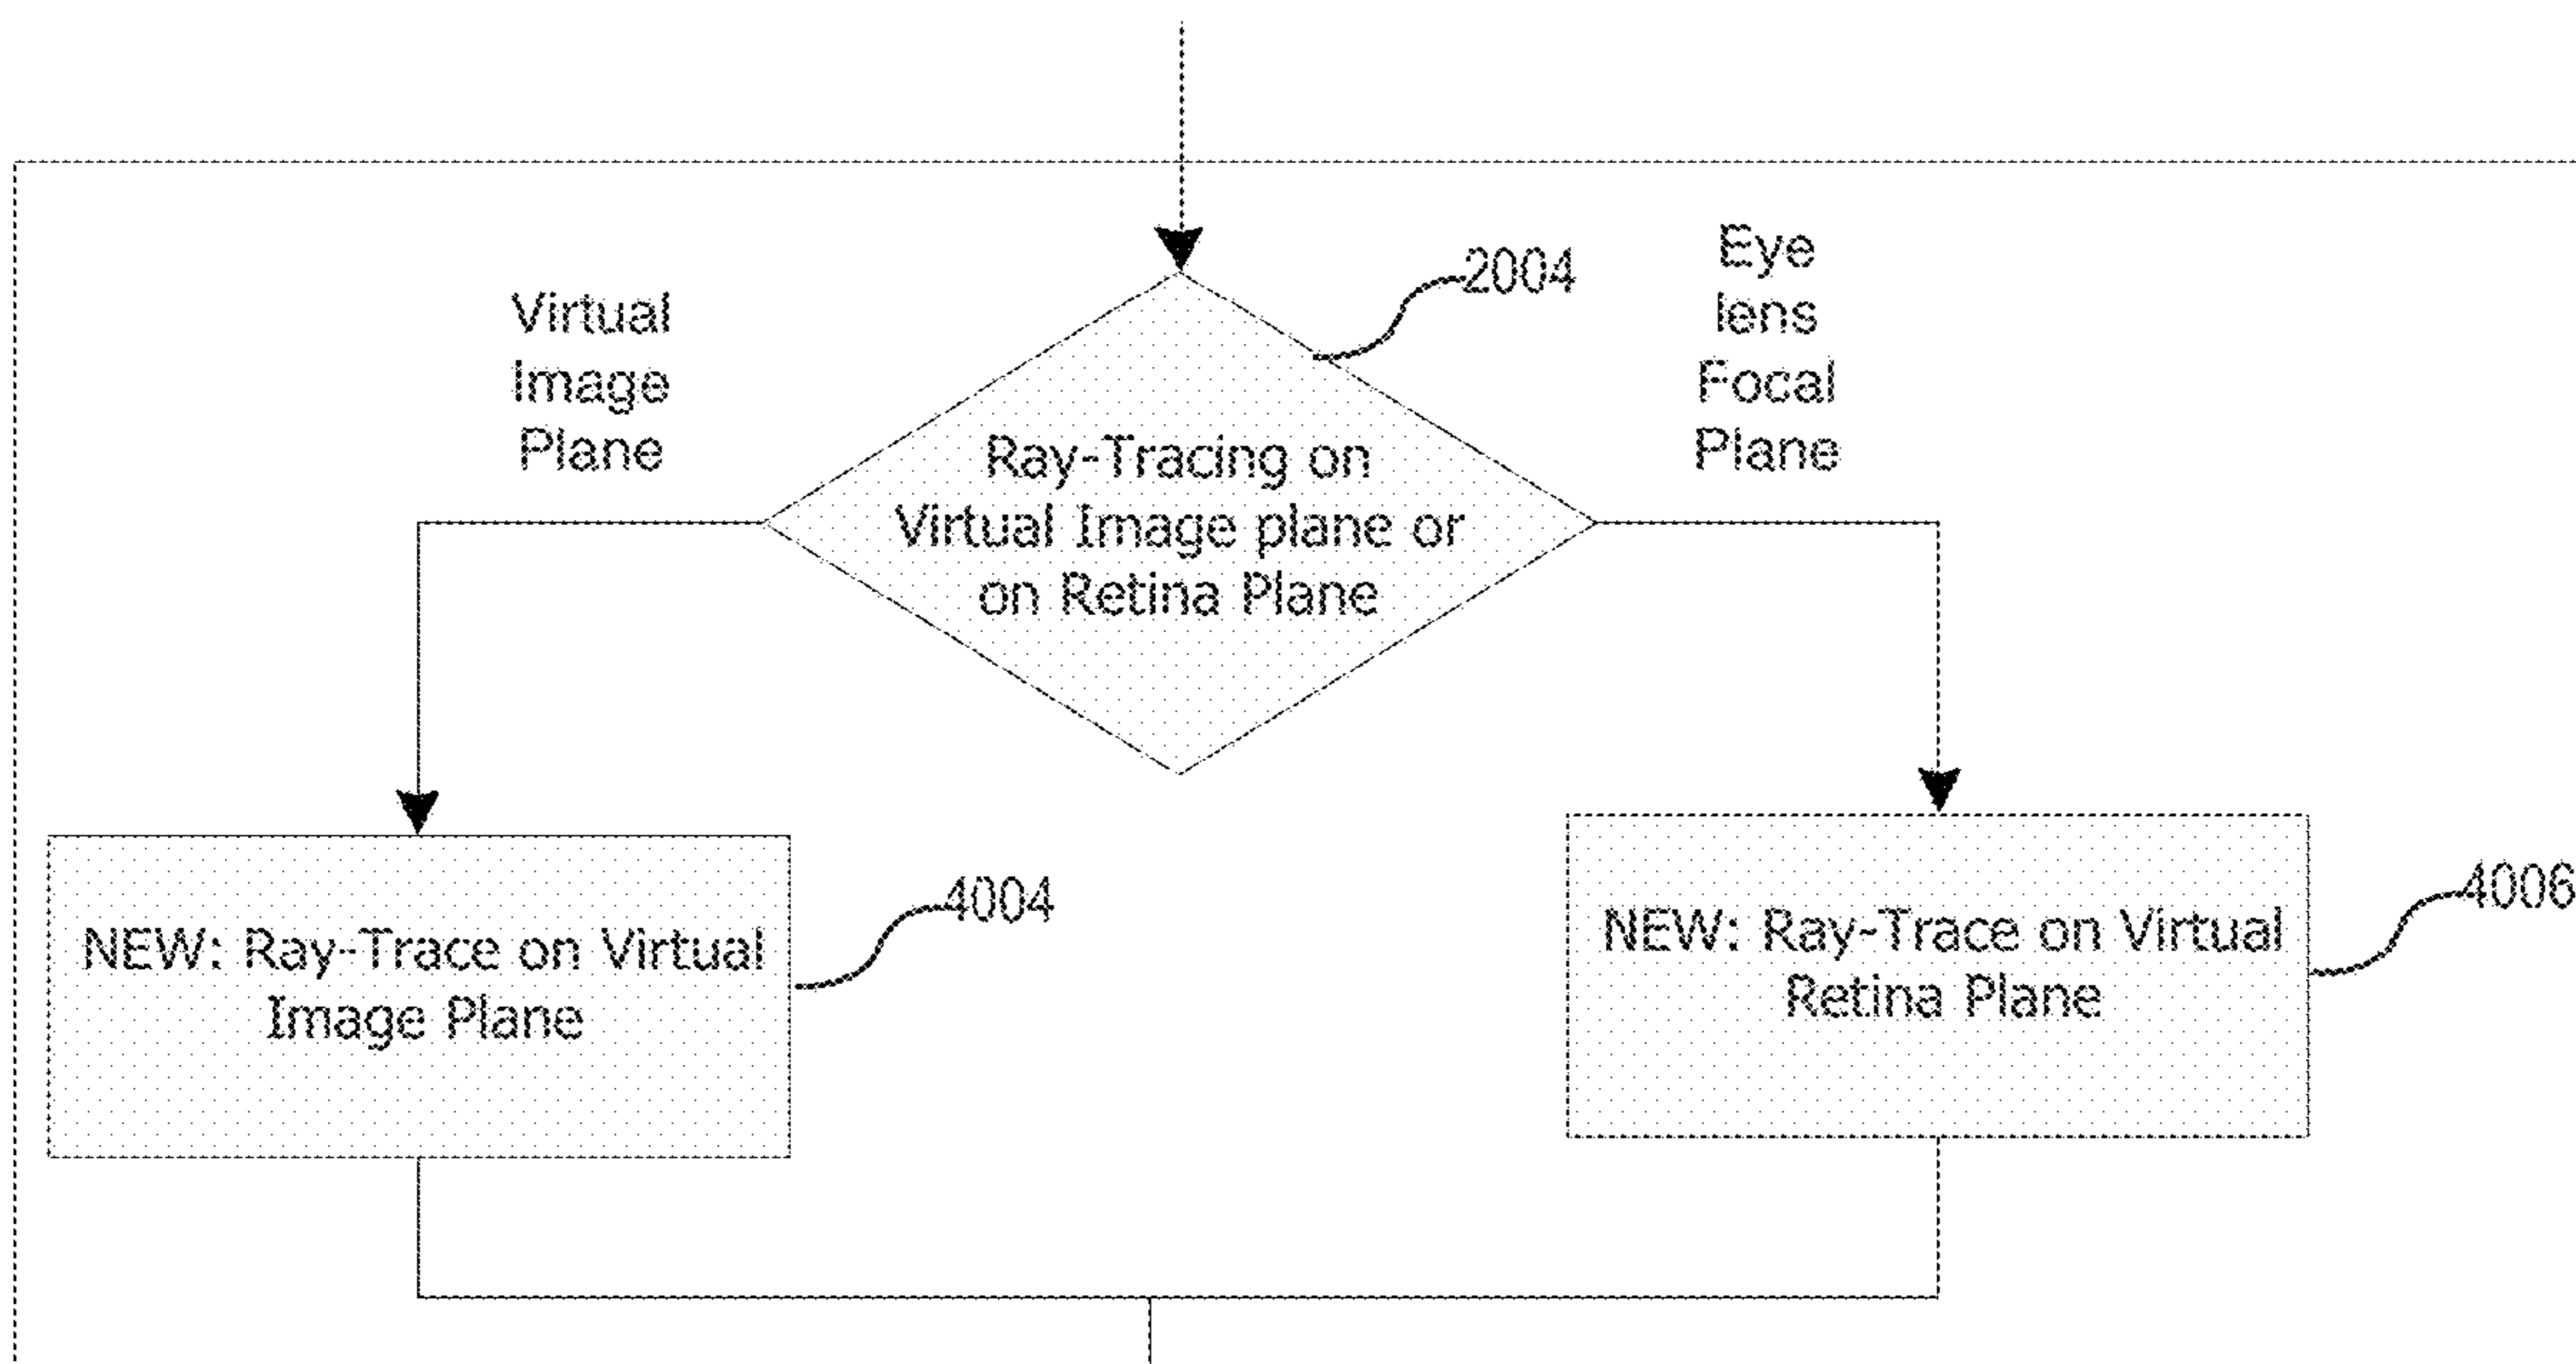 Virtual
Image
Plane
2004
Eye
lens
Focal
Plane
Ray-Tracing on
Virtual Image plane or
on Retina Plane
NEW: Ray-Trace on Virtual
Image Plane
4004
NEW: Ray-Trace on Virtual
Retina Plane
4006